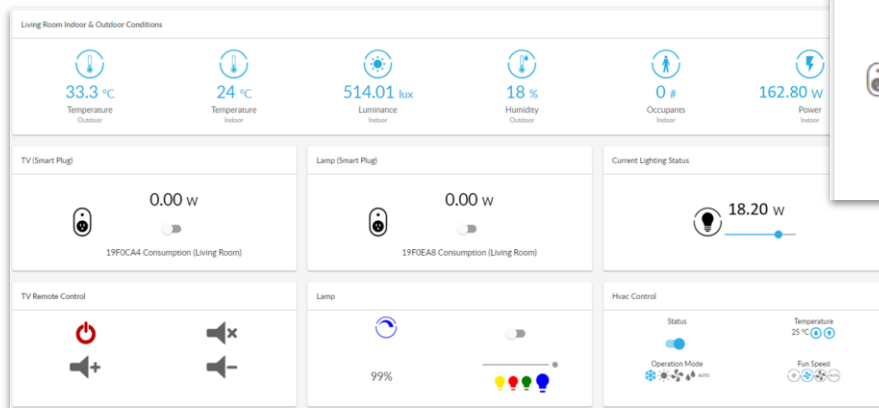 Living Room Indoor & Outdoor Conditions
33.3 °C
Temperature
Outdoor
24 °C
Temperature
Indoor
514.01 lux
Luminance
Indoor
18 %
Humidity
Outdoor
0 #
Occupants
Indoor
162.80 W
Power
Indoor
TV (Smart Plug)
0.00 W
19F0CA4 Consumption (Living Room)
Lamp (Smart Plug)
0.00 W
19F0EA8 Consumption (Living Room)
Current Lighting Status
18.20 W
TV Remote Control
Lamp
99%
Hvac Control
Status
Temperature
25 °C
Operation Mode
AUTO
Fun Speed
AUTO